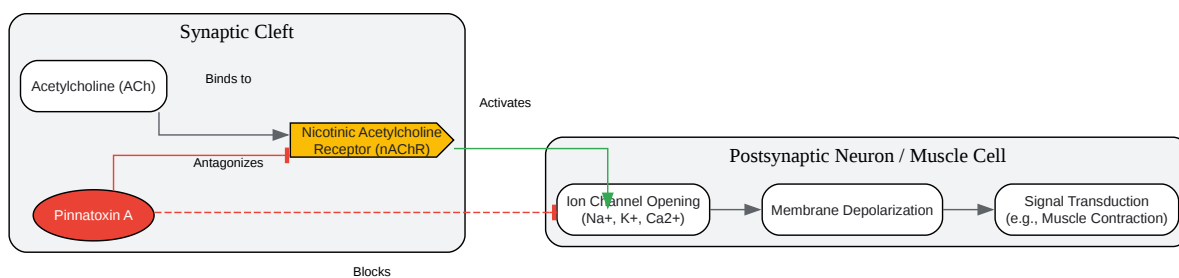 Synaptic Cleft
Acetylcholine (ACh)
Binds to
Activates
Nicotinic Acetylcholine
Receptor (nAChR)
Antagonizes
Pinnatoxin A
Blocks
Postsynaptic Neuron / Muscle Cell
Ion Channel Opening
(Na+, K+, Ca2+)
Membrane Depolarization
Signal Transduction
(e.g., Muscle Contraction)